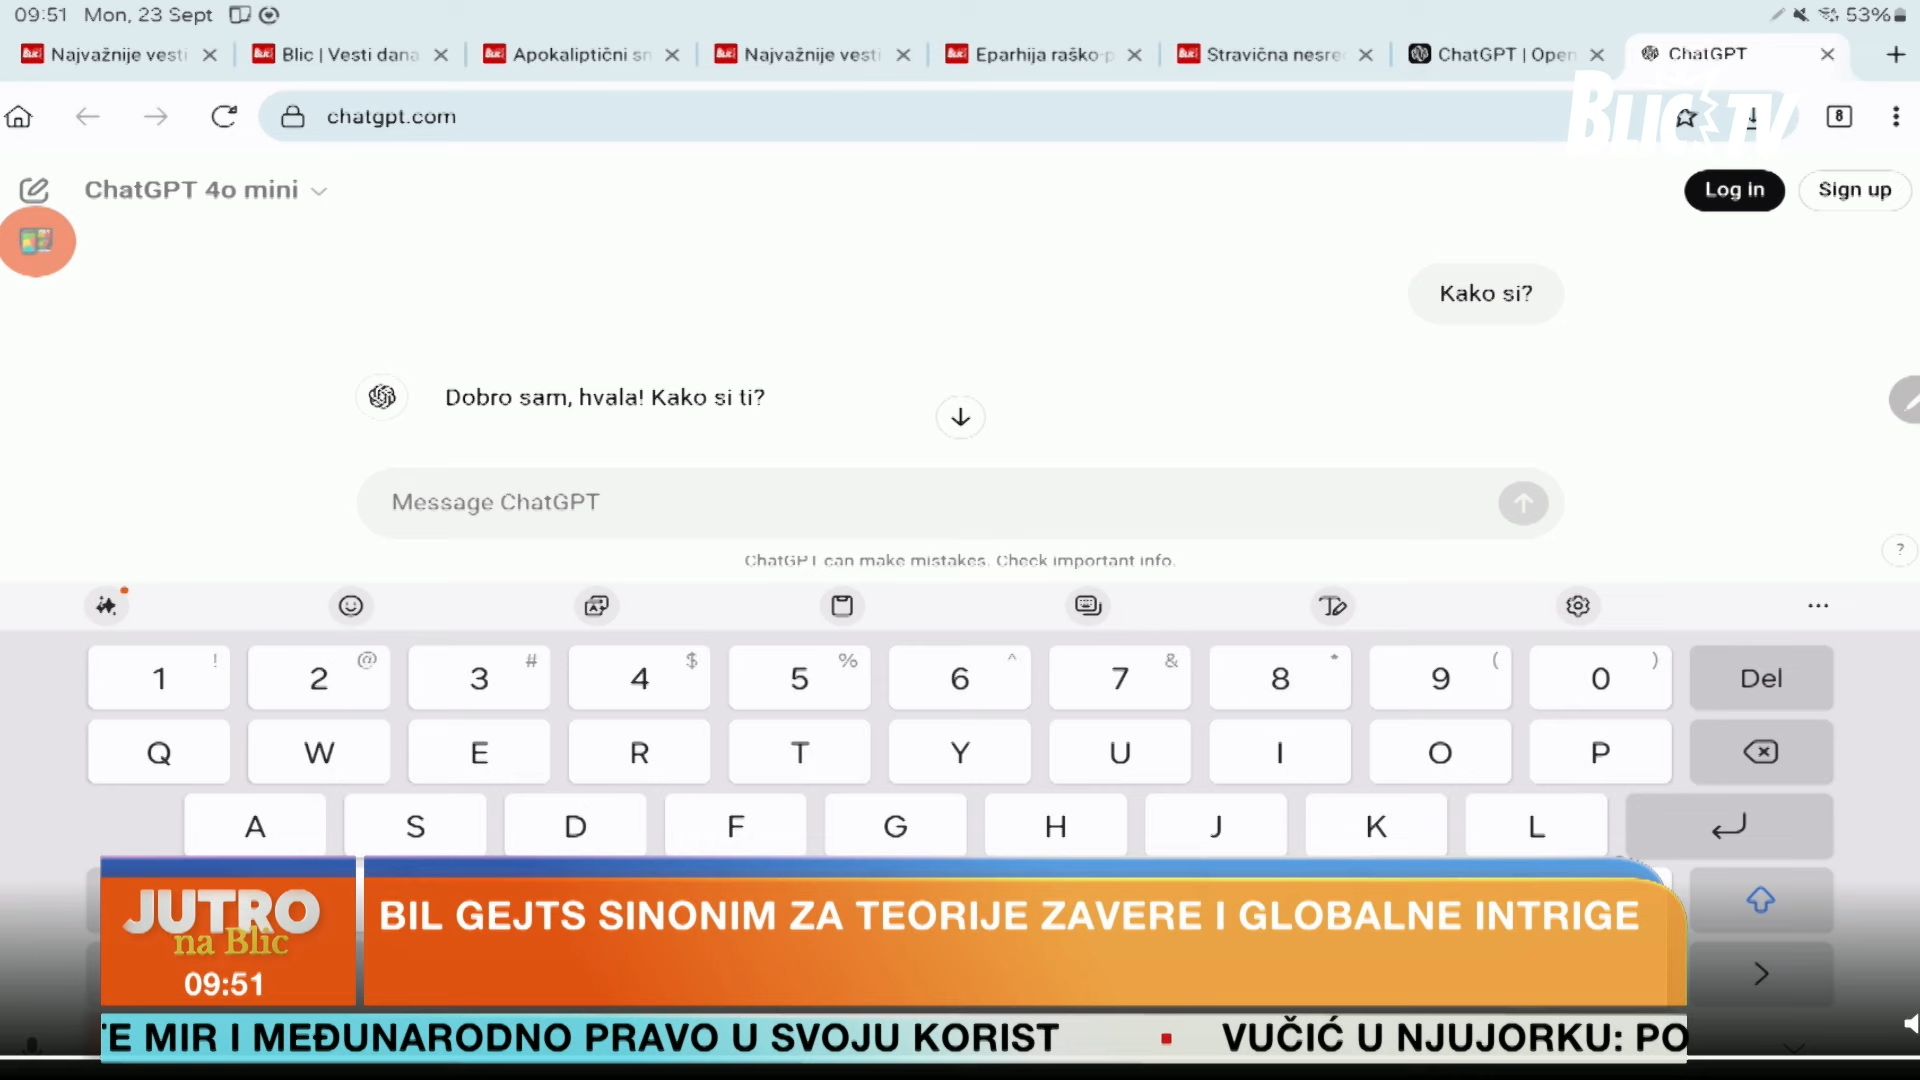 09:51 Mon, 23 Sept
53%
Najvažnije vesti
Blic | Vesti dana
Apokaliptični sn
Najvažnije vesti
Eparhija raško-p
Stravična nesreć
ChatGPT | Open
ChatGPT
chatgpt.com
8
BLIC TV
ChatGPT 4o mini
Log in
Sign up
Kako si?
Dobro sam, hvala! Kako si ti?
Message ChatGPT
ChatGPT can make mistakes. Check important info.
?
1 ! 2 @ 3 # 4 $ 5 % 6 ^ 7 & 8 * 9 ( 0 ) Del
Q W E R T Y U I O P
A S D F G H J K L
JUTRO
na Blic
09:51
BIL GEJTS SINONIM ZA TEORIJE ZAVERE I GLOBALNE INTRIGE
TE MIR I MEĐUNARODNO PRAVO U SVOJU KORIST ▪ VUČIĆ U NJUJORKU: PO